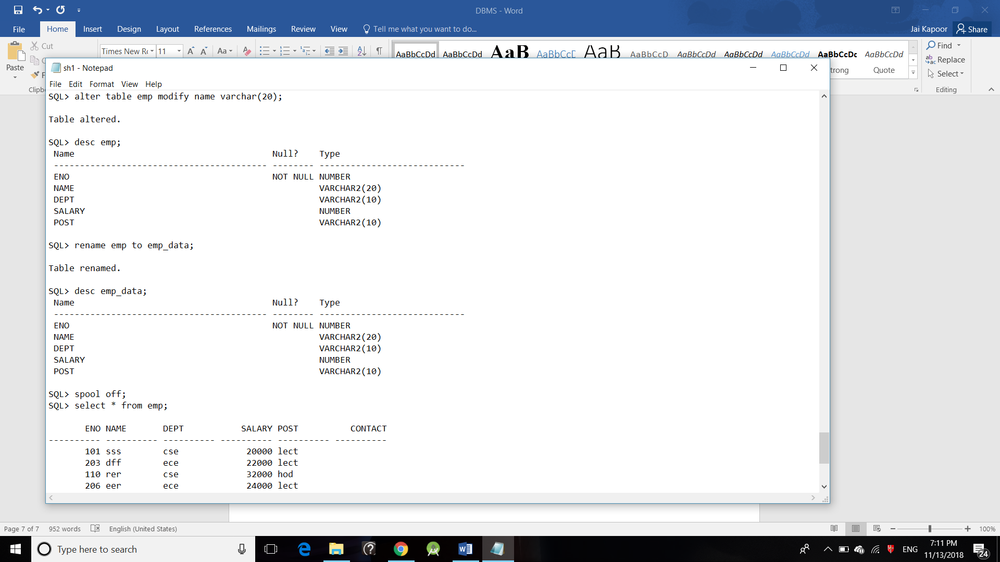 DBMS - Word
File Home Insert Design Layout References Mailings Review View Tell me what you want to do... Jai Kapoor Share
Cut
Paste
Times New Rc 11 Aa
AaBbCcDd AaBbCcDd AaB AaBbCcD AaB AaBbCcD AaBbCcDd AaBbCcDd AaBbCcDd AaBbCcDc AaBbCcDd
Quote
Find
Replace
Select
Editing
sh1 - Notepad
File Edit Format View Help
SQL> alter table emp modify name varchar(20);
Table altered.
SQL> desc emp;
Name Null? Type
----------------------------------------- -------- ----------------------------
ENO NOT NULL NUMBER
NAME VARCHAR2(20)
DEPT VARCHAR2(10)
SALARY NUMBER
POST VARCHAR2(10)
SQL> rename emp to emp_data;
Table renamed.
SQL> desc emp_data;
Name Null? Type
----------------------------------------- -------- ----------------------------
ENO NOT NULL NUMBER
NAME VARCHAR2(20)
DEPT VARCHAR2(10)
SALARY NUMBER
POST VARCHAR2(10)
SQL> spool off;
SQL> select * from emp;
ENO NAME DEPT SALARY POST CONTACT
---------- ---------- ---------- ---------- ---------- ----------
101 sss cse 20000 lect
203 dff ece 22000 lect
110 rer cse 32000 hod
206 eer ece 24000 lect
Page 7 of 7 952 words English (United States) 100%
Type here to search
ENG
7:11 PM
11/13/2018
24